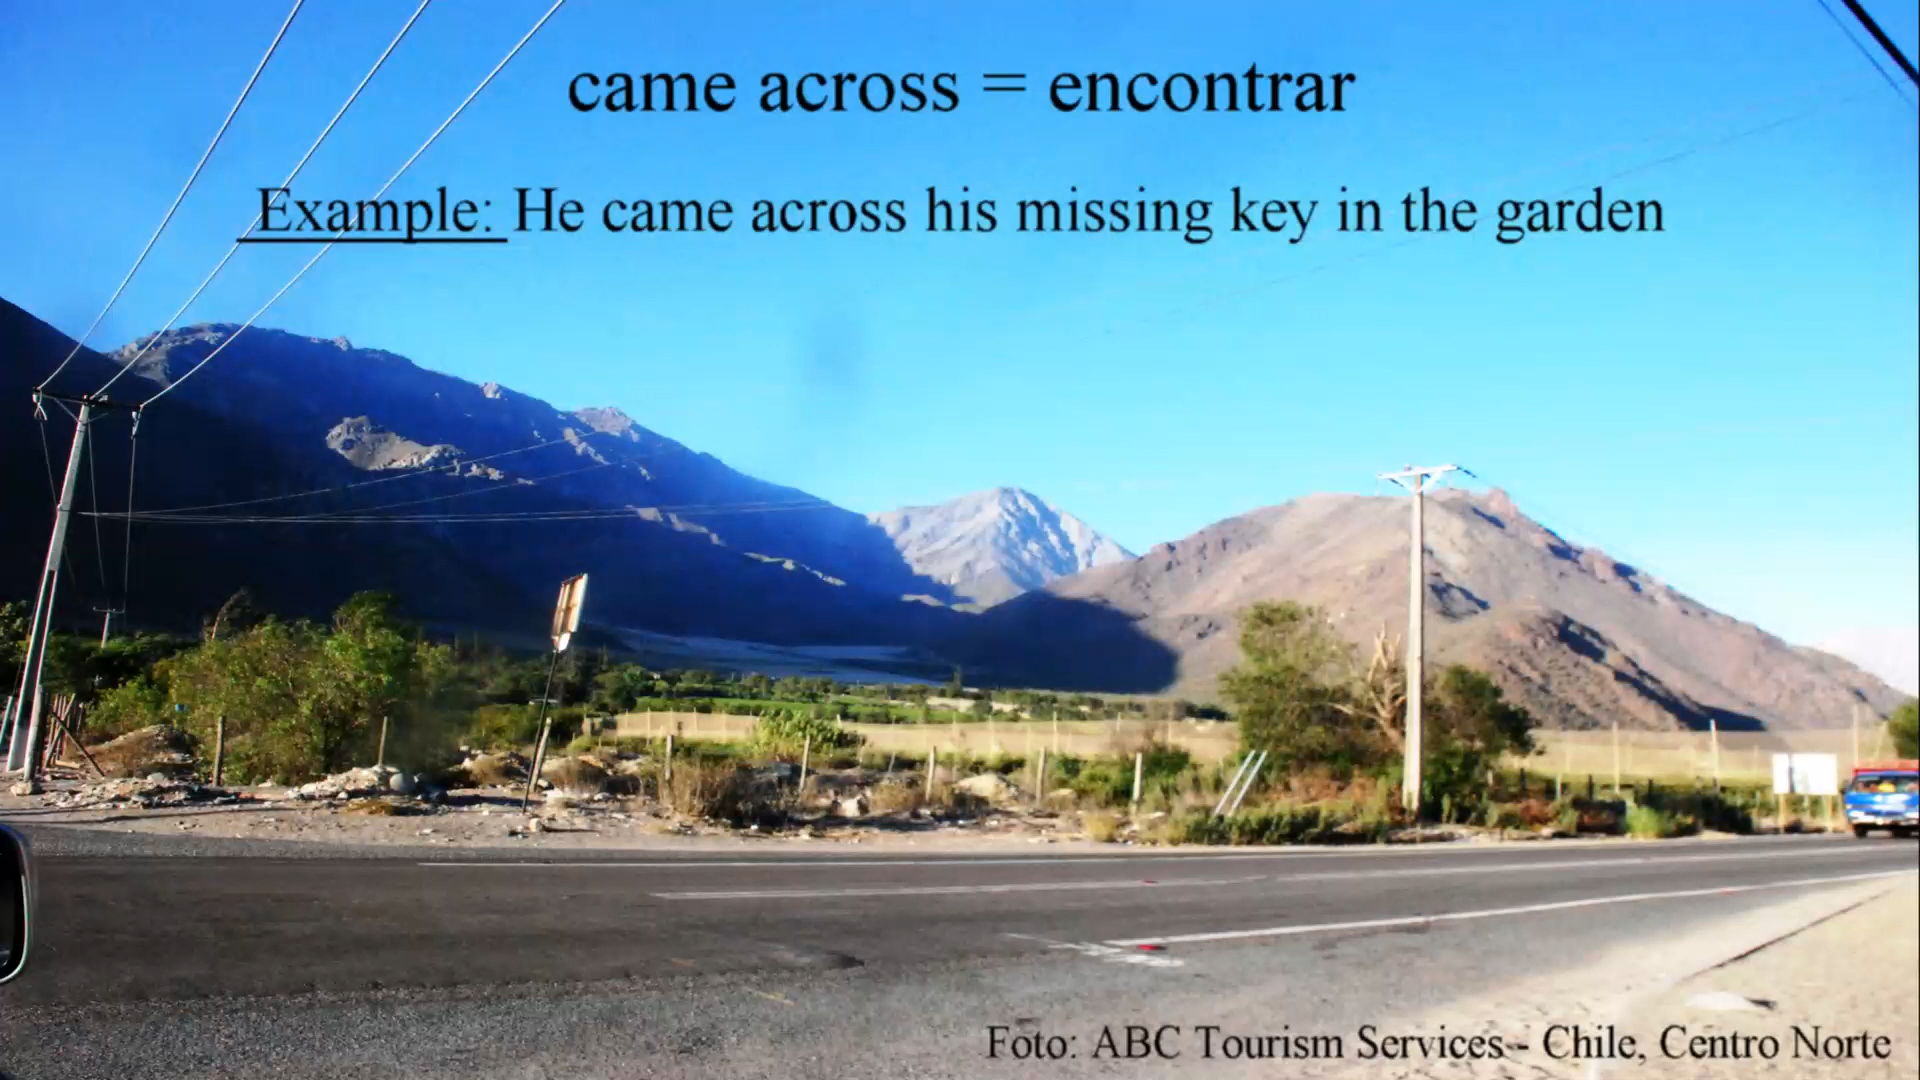 came across = encontrar
Example: He came across his missing key in the garden
Foto: ABC Tourism Services - Chile, Centro Norte